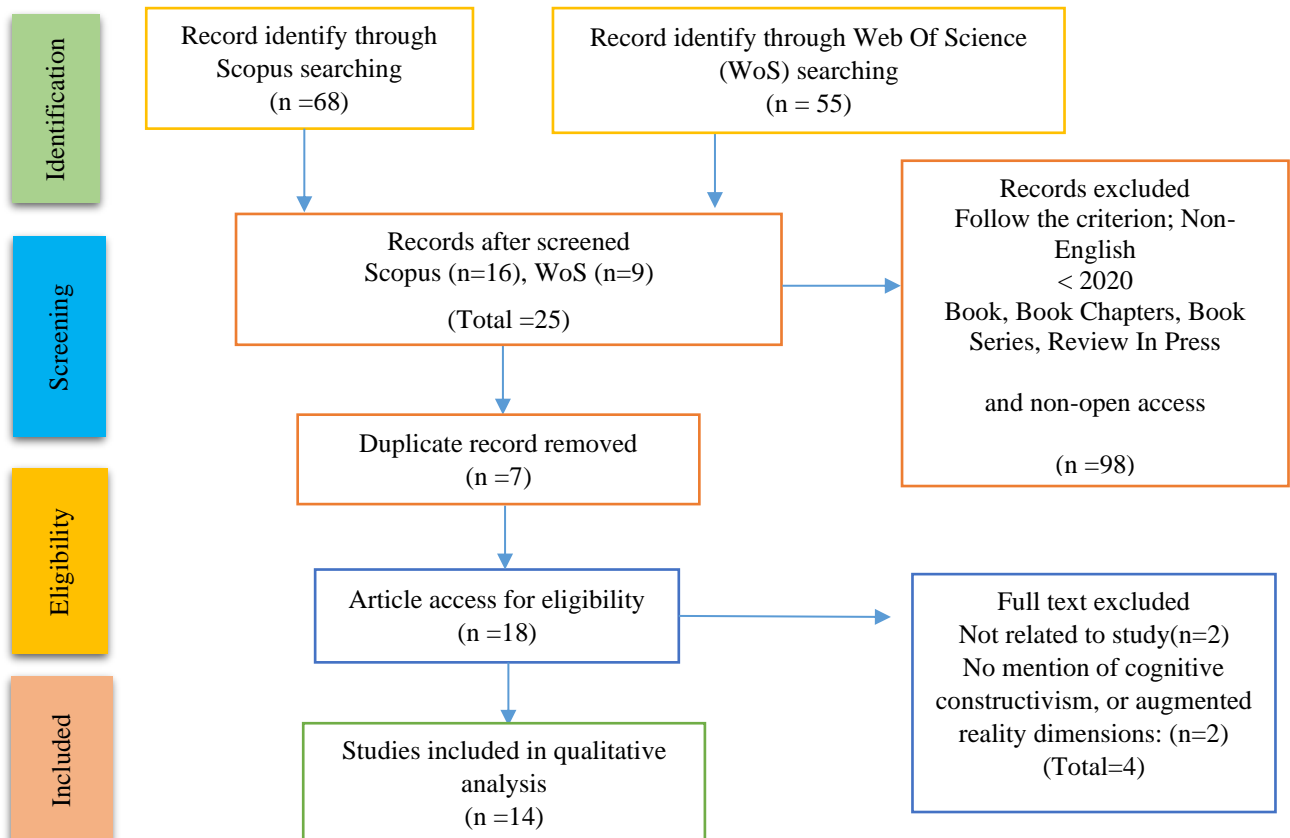 Identification
Record identify through
Scopus searching
(n =68)
Record identify through Web Of Science
(WoS) searching
(n = 55)
Screening
Records after screened
Scopus (n=16), WoS (n=9)
(Total =25)
Records excluded
Follow the criterion; Non-
English
< 2020
Book, Book Chapters, Book
Series, Review In Press
and non-open access
(n =98)
Duplicate record removed
(n =7)
Eligibility
Article access for eligibility
(n =18)
Full text excluded
Not related to study(n=2)
No mention of cognitive
constructivism, or augmented
reality dimensions: (n=2)
(Total=4)
Included
Studies included in qualitative
analysis
(n =14)